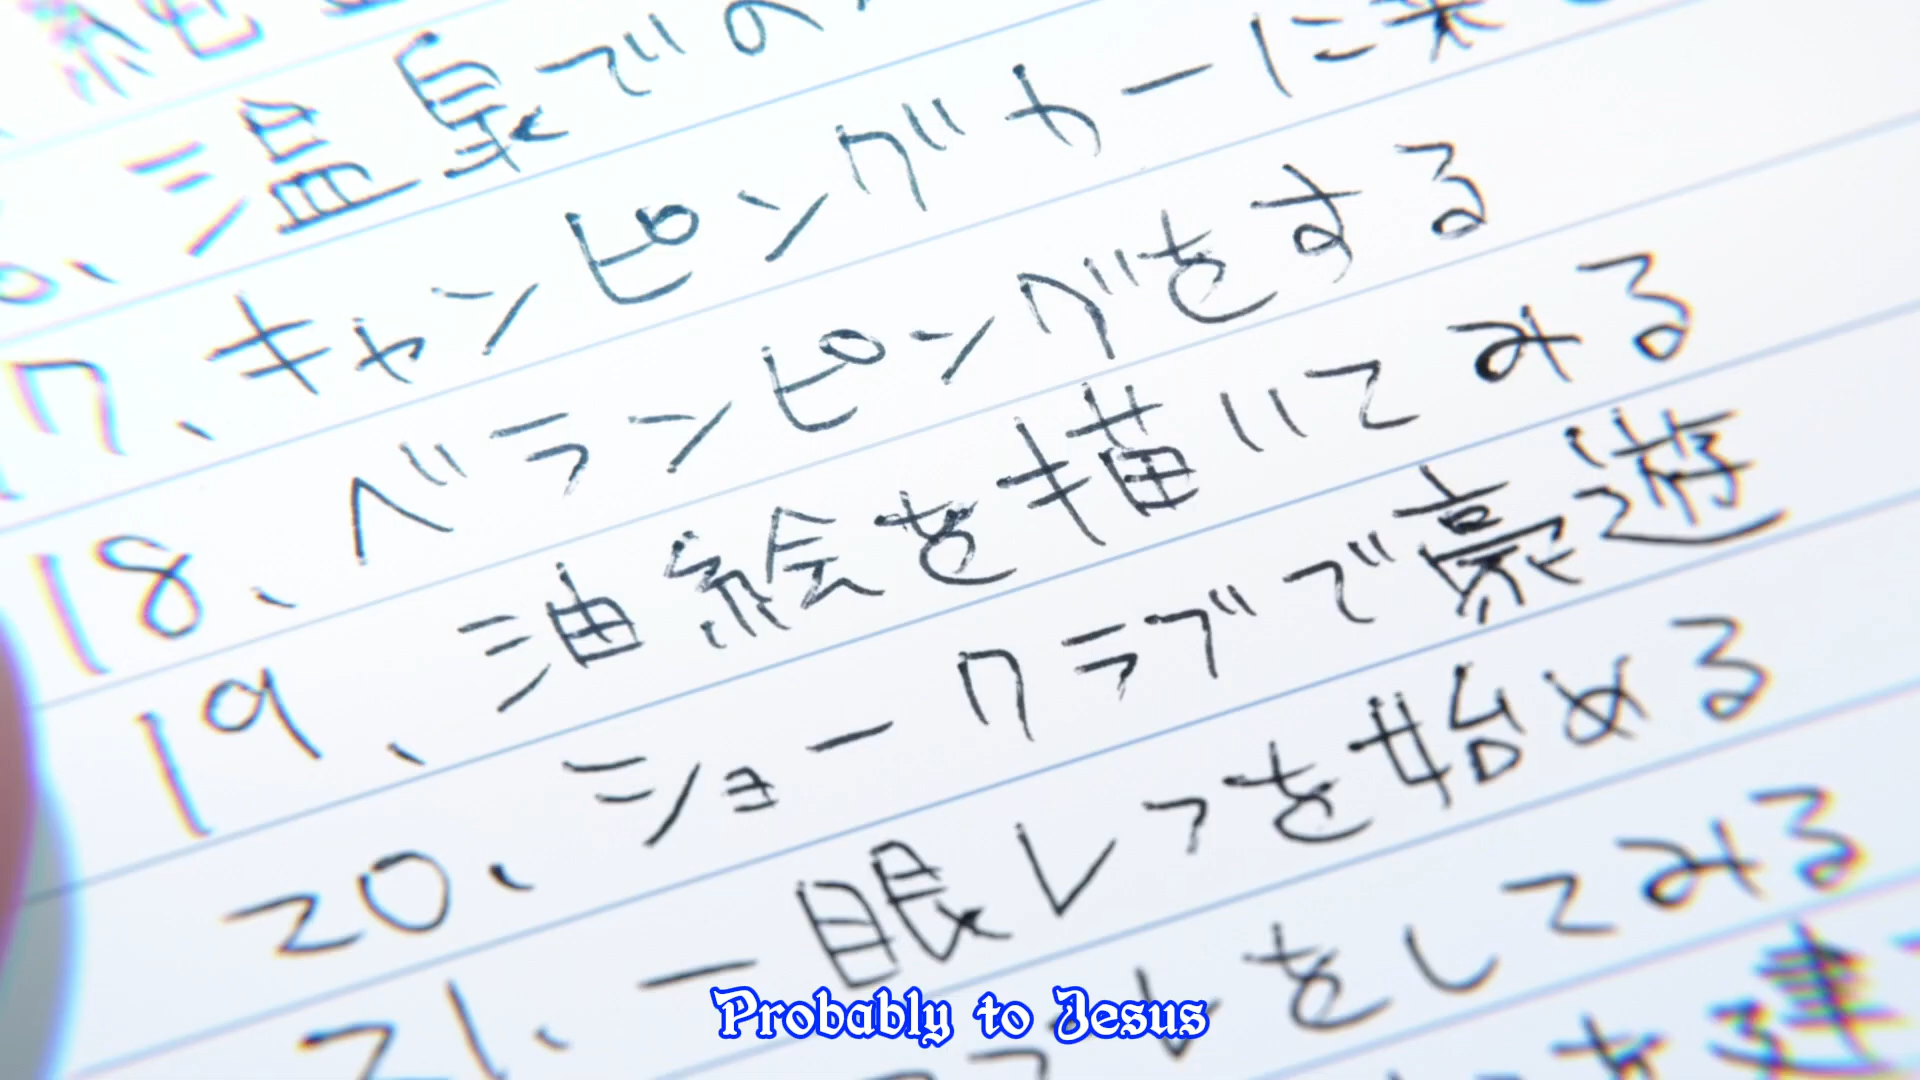 温泉での
17、キャンピングカーに乗
18、ベランピングをする
19、油絵を描いてみる
20、ショークラブで豪遊
21、一眼レフを始める
をしてみる
Probably to Jesus